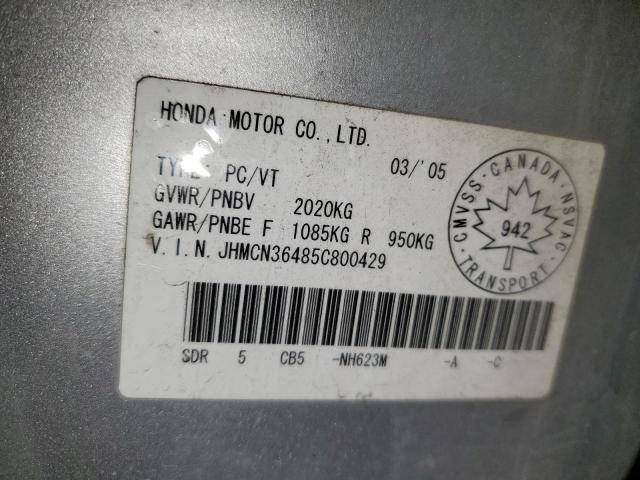 HONDA MOTOR CO.,LTD.
03/'05
TYPE: PC/VT
GVWR/PNBV 2020KG
GAWR/PNBE F 1085KG R 950KG
V.I.N. JHMCN36485C800429
CMVSS · CANADA · NSVAC · TRANSPORT ·
942
SDR 5 CB5 -NH623M -A -C